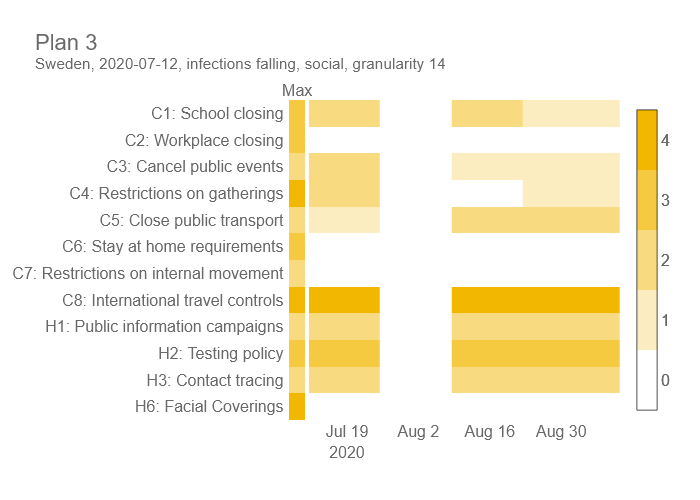 Plan 3
Sweden, 2020-07-12, infections falling, social, granularity 14
Max
C1: School closing
C2: Workplace closing
C3: Cancel public events
C4: Restrictions on gatherings
C5: Close public transport
C6: Stay at home requirements
C7: Restrictions on internal movement
C8: International travel controls
H1: Public information campaigns
H2: Testing policy
H3: Contact tracing
H6: Facial Coverings
Jul 19 Aug 2 Aug 16 Aug 30
2020
4
3
2
1
0